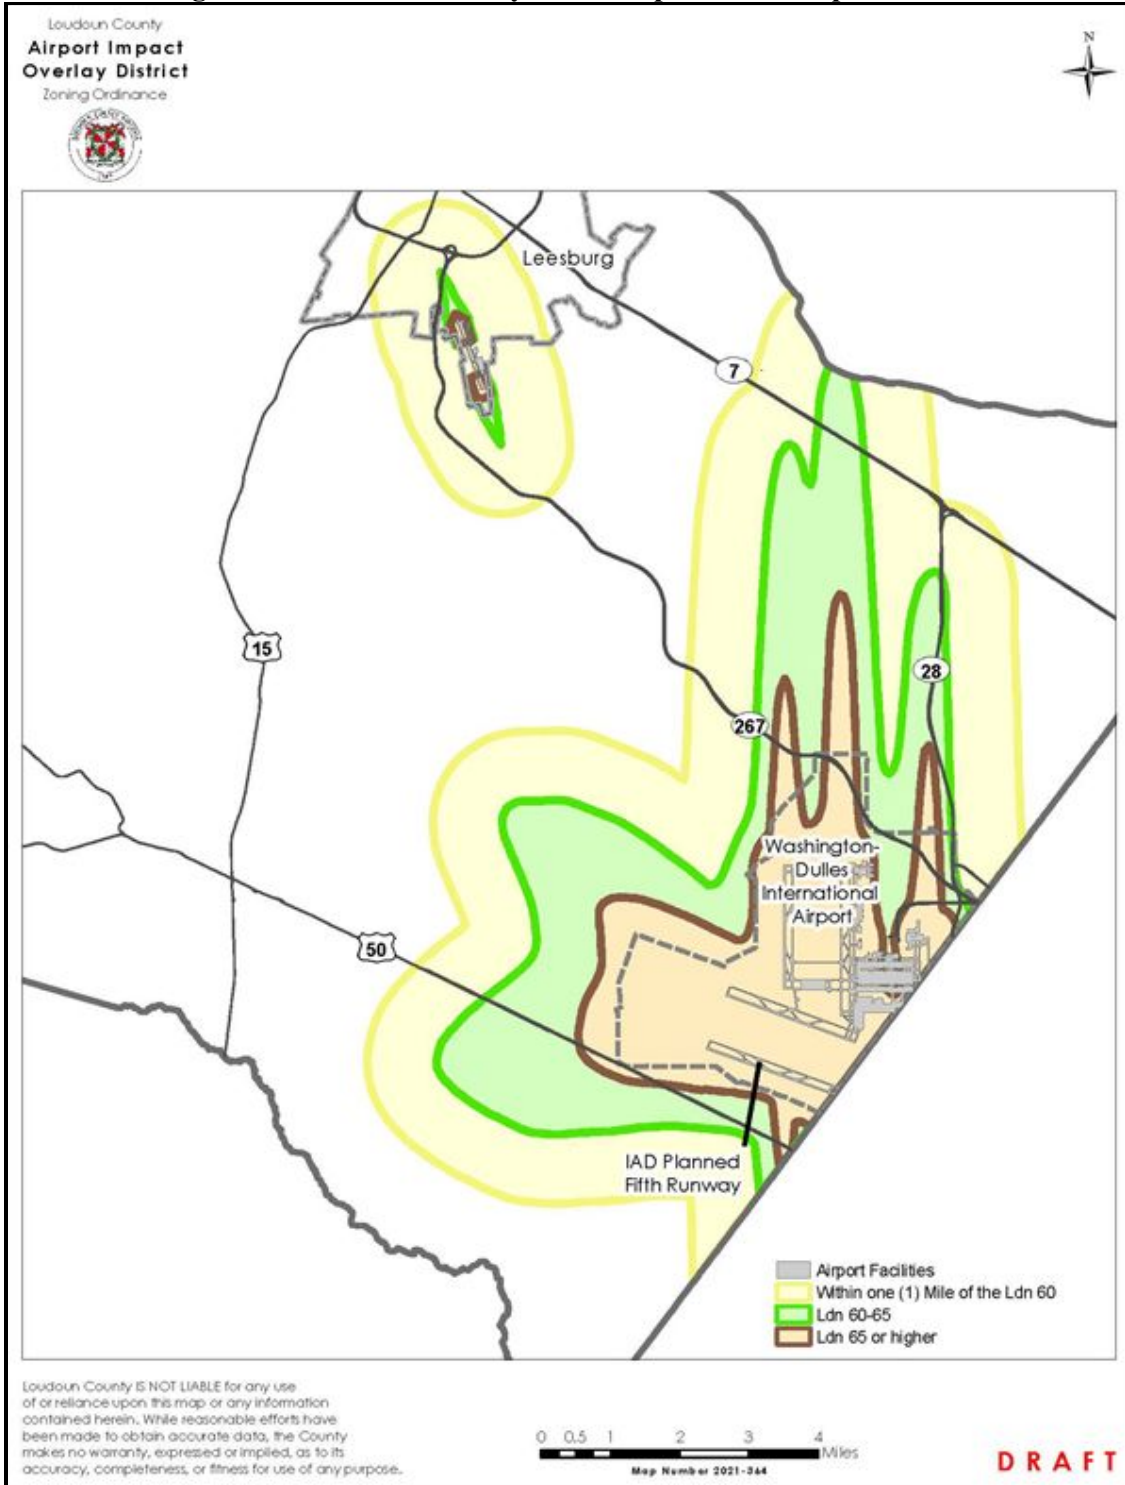 Loudoun County
Airport Impact
Overlay District
Zoning Ordinance
N
Leesburg
7
15
28
267
Washington-
Dulles
International
Airport
50
IAD Planned
Fifth Runway
Airport Facilities
Within one (1) Mile of the Ldn 60
Ldn 60-65
Ldn 65 or higher
Loudoun County IS NOT LIABLE for any use
of or reliance upon this map or any information
contained herein. While reasonable efforts have
been made to obtain accurate data, the County
makes no warranty, expressed or implied, as to its
accuracy, completeness, or fitness for use of any purpose.
0 0.5 1 2 3 4
Miles
Map Number 2021-364
DRAFT